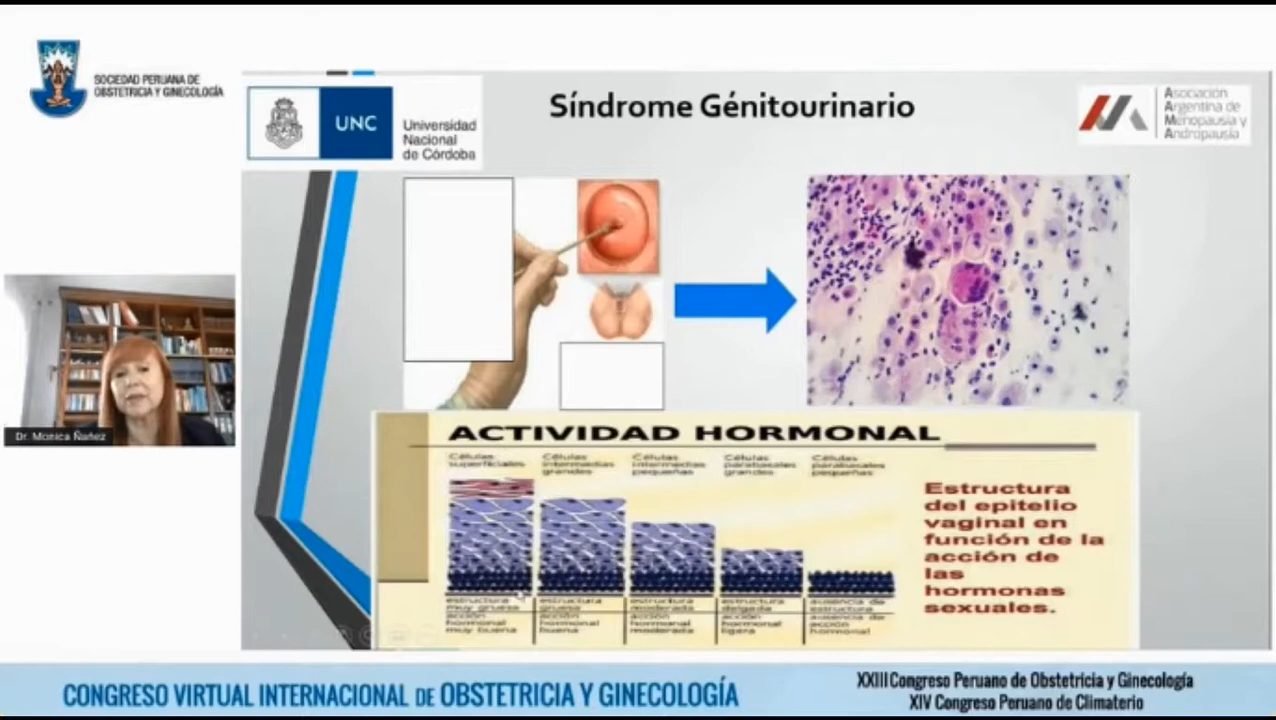 SOCIEDAD PERUANA DE
OBSTETRICIA Y GINECOLOGÍA
UNC
Universidad
Nacional
de Córdoba
Síndrome Génitourinario
Asociación
Argentina de
Menopausia y
Andropausia
Dr. Monica Ñañez
ACTIVIDAD HORMONAL
Células
superficiales
Células
intermedias
grandes
Células
intermedias
pequeñas
Células
parabasales
grandes
Células
parabasales
pequeñas
Estructura
del epitelio
vaginal en
función de la
acción de
las
hormonas
sexuales.
estructura
muy gruesa
acción
hormonal
muy buena
estructura
gruesa
acción
hormonal
buena
estructura
moderada
acción
hormonal
moderada
estructura
delgada
acción
hormonal
ligera
ausencia de
estructura
ausencia de
acción
hormonal
CONGRESO VIRTUAL INTERNACIONAL DE OBSTETRICIA Y GINECOLOGÍA
XXIII Congreso Peruano de Obstetricia y Ginecología
XIV Congreso Peruano de Climaterio